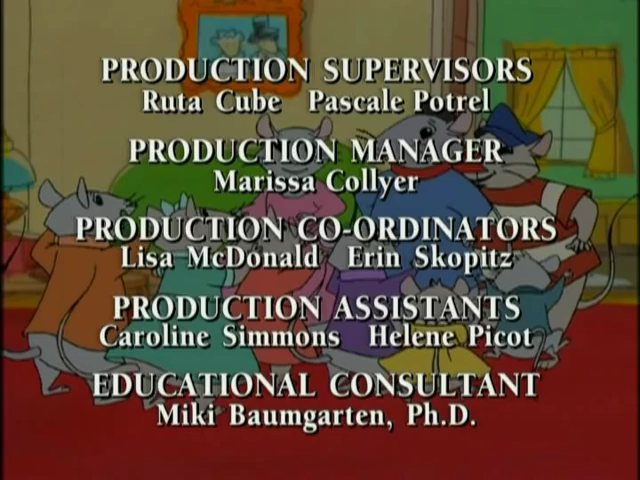 PRODUCTION SUPERVISORS
Ruta Cube Pascale Potrel
PRODUCTION MANAGER
Marissa Collyer
PRODUCTION CO-ORDINATORS
Lisa McDonald Erin Skopitz
PRODUCTION ASSISTANTS
Caroline Simmons Helene Picot
EDUCATIONAL CONSULTANT
Miki Baumgarten, Ph.D.